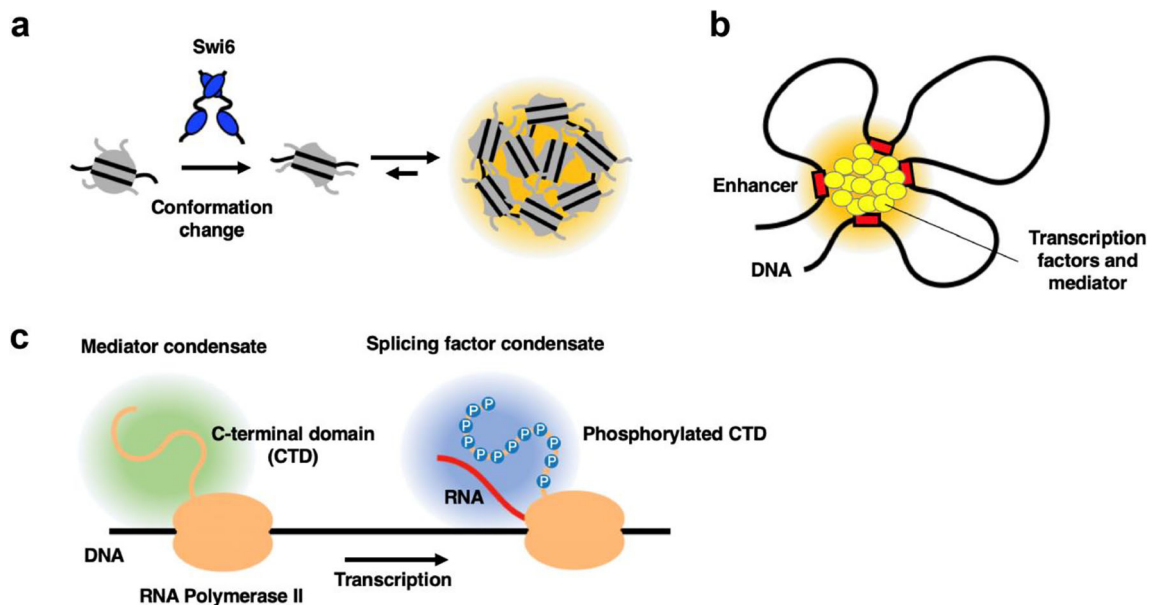 a
Swi6
Conformation
change
b
Enhancer
DNA
Transcription
factors and
mediator
c
Mediator condensate
Splicing factor condensate
C-terminal domain
(CTD)
P
P
P
P
P
P
P
P
P
P
P
P
Phosphorylated CTD
RNA
DNA
Transcription
RNA Polymerase II